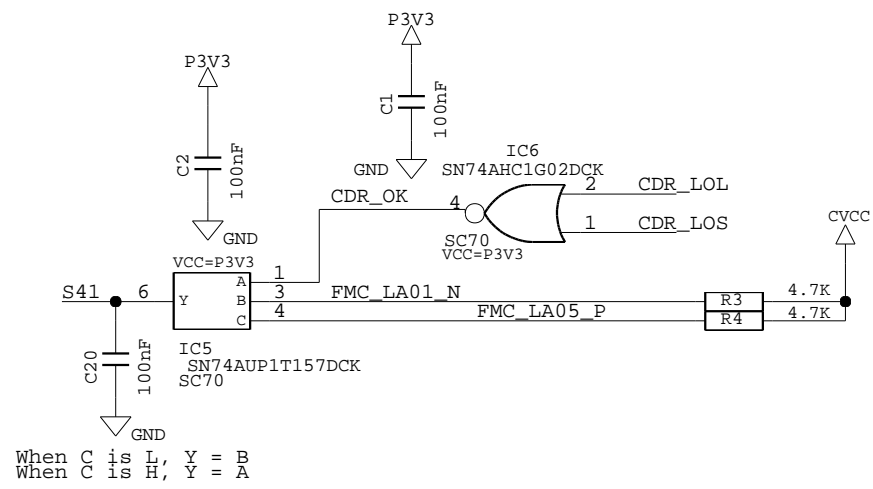 P3V3
P3V3
C1
100nF
C2
100nF
GND
IC6
SN74AHC1G02DCK
CDR_OK
4
2
CDR_LOL
1
CDR_LOS
SC70
VCC=P3V3
CVCC
GND
VCC=P3V3
S41
6
Y
A
1
B
3
FMC_LA01_N
R3
4.7K
C
4
FMC_LA05_P
R4
4.7K
C20
100nF
IC5
SN74AUP1T157DCK
SC70
GND
When C is L, Y = B
When C is H, Y = A